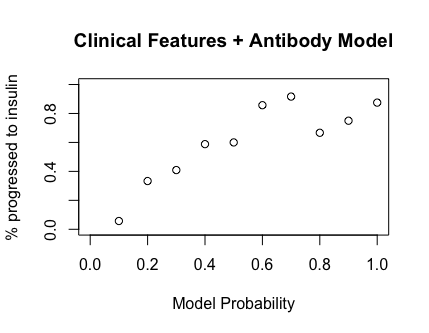 Clinical Features + Antibody Model
% progressed to insulin
0.8
0.4
0.0
0.0 0.2 0.4 0.6 0.8 1.0
Model Probability